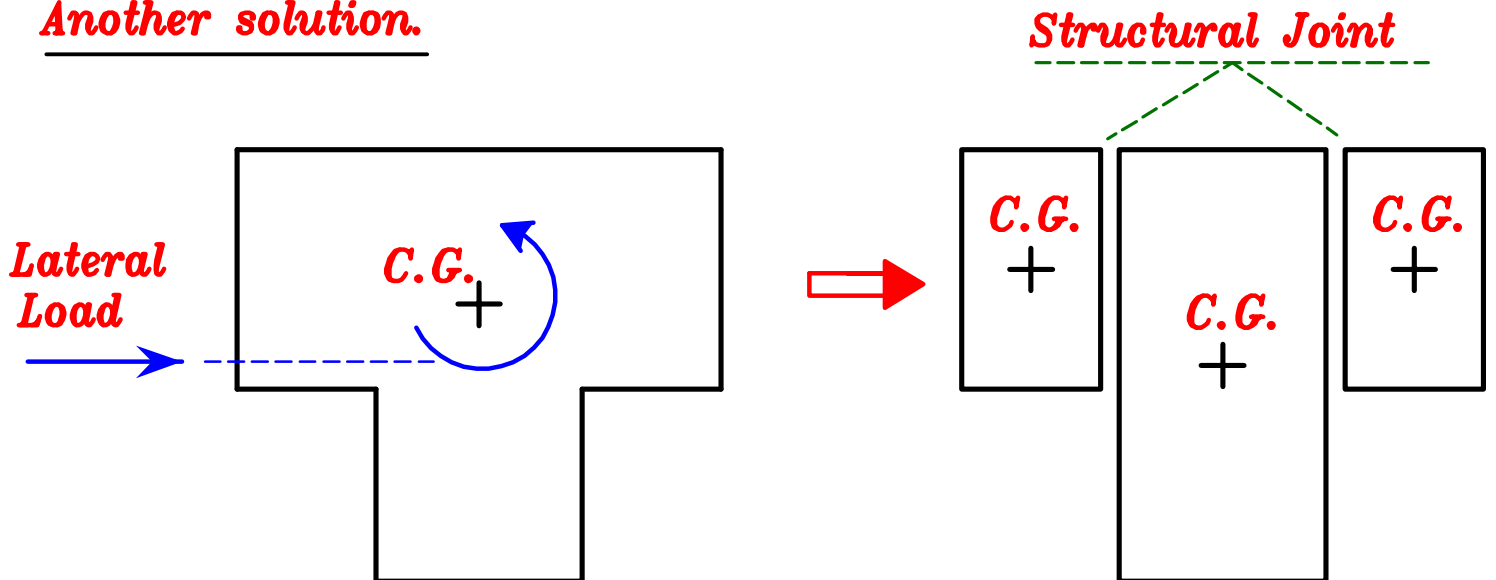 Another solution.
Structural Joint
Lateral
Load
C.G.
C.G.
C.G.
C.G.